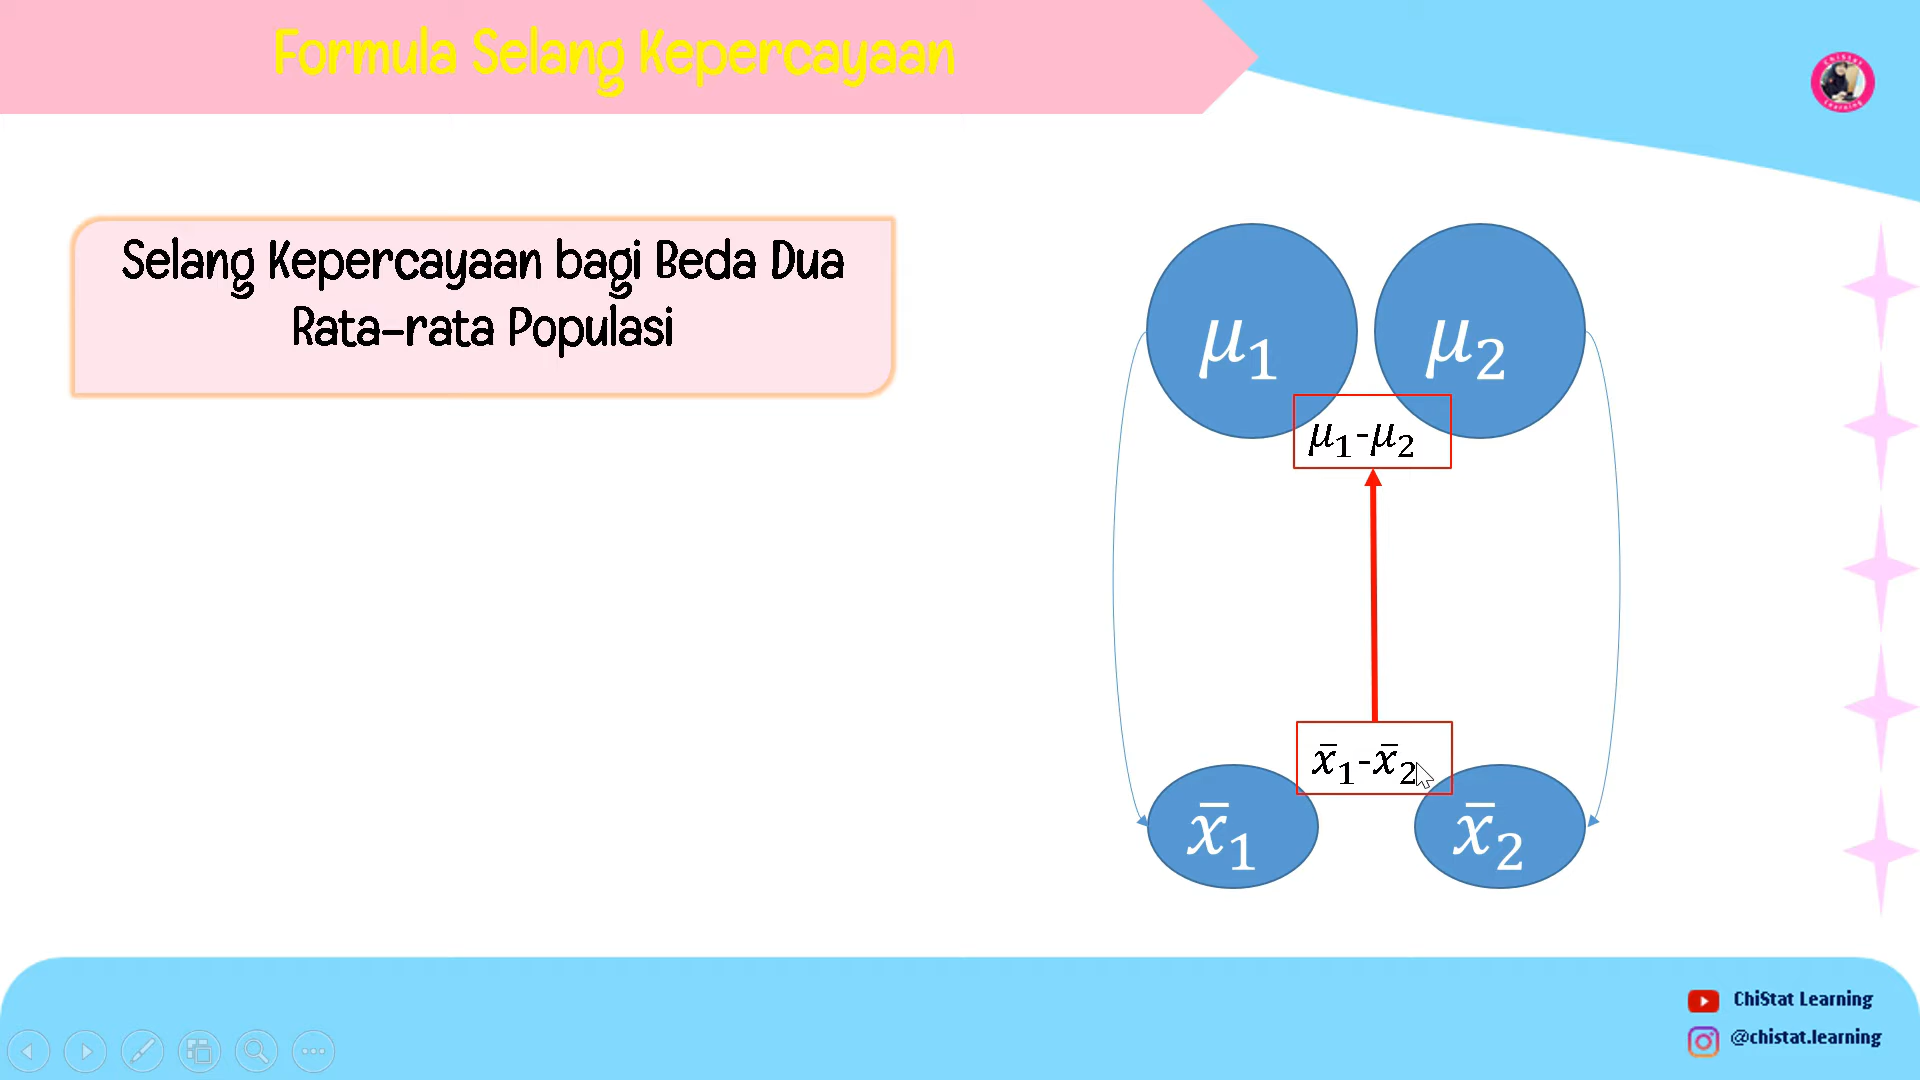 Formula Selang Kepercayaan
Selang Kepercayaan bagi Beda Dua
Rata-rata Populasi
μ₁ μ₂
μ₁-μ₂
x̄₁-x̄₂
x̄₁ x̄₂
ChiStat Learning
@chistat.learning